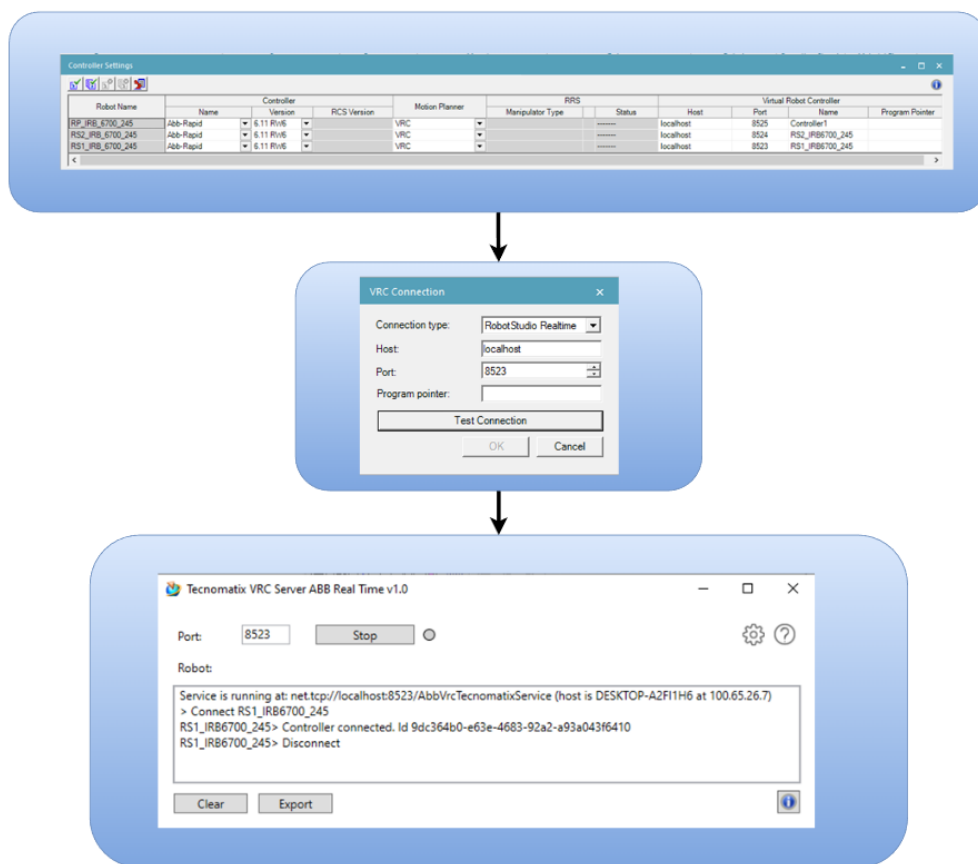 Controller Settings
Robot Name Controller Motion Planner RRS Virtual Robot Controller
Name Version RCS Version Manipulator Type Status Host Port Name Program Pointer
RP_IRB_6700_245 Abb-Rapid 6.11 RW6 VRC ------- localhost 8525 Controller1
RS2_IRB_6700_245 Abb-Rapid 6.11 RW6 VRC ------- localhost 8524 RS2_IRB6700_245
RS1_IRB_6700_245 Abb-Rapid 6.11 RW6 VRC ------- localhost 8523 RS1_IRB6700_245
VRC Connection
Connection type: RobotStudio Realtime
Host: localhost
Port: 8523
Program pointer:
Test Connection
OK Cancel
Tecnomatix VRC Server ABB Real Time v1.0
Port: 8523 Stop
Robot:
Service is running at: net.tcp://localhost:8523/AbbVrcTecnomatixService (host is DESKTOP-A2FI1H6 at 100.65.26.7)
> Connect RS1_IRB6700_245
RS1_IRB6700_245> Controller connected. Id 9dc364b0-e63e-4683-92a2-a93a043f6410
RS1_IRB6700_245> Disconnect
Clear Export